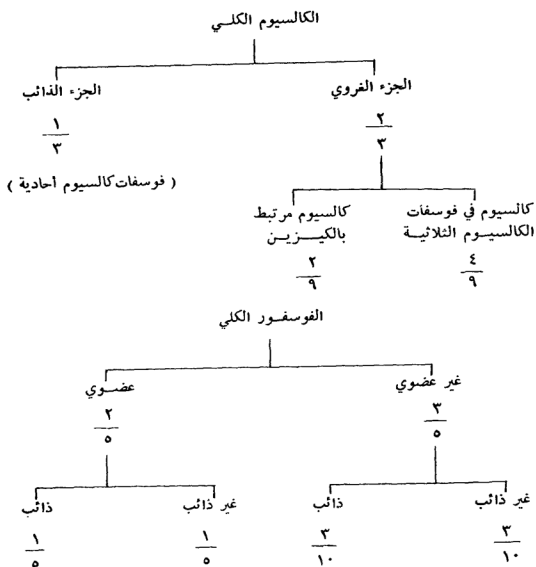 الكالسيوم الكلي
الجزء الغروي الجزء الذائب
٢/٣ ١/٣
( فوسفات كالسيوم أحادية )
كالسيوم في فوسفات كالسيوم مرتبط
الكالسيوم الثلاثية بالكيزين
٤/٩ ٢/٩
الفوسفور الكلي
غير عضوي عضوي
٣/٥ ٢/٥
غير ذائب ذائب غير ذائب ذائب
٣/١٠ ٣/١٠ ١/٥ ١/٥